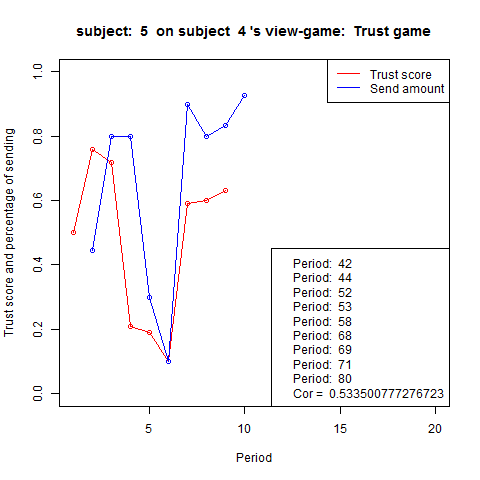 subject:  5  on subject  4 's view-game:  Trust game
Trust score
Send amount
Trust score and percentage of sending
1.0
0.8
0.6
0.4
0.2
0.0
Period:  42
Period:  44
Period:  52
Period:  53
Period:  58
Period:  68
Period:  69
Period:  71
Period:  80
Cor =  0.533500777276723
5
10
15
20
Period